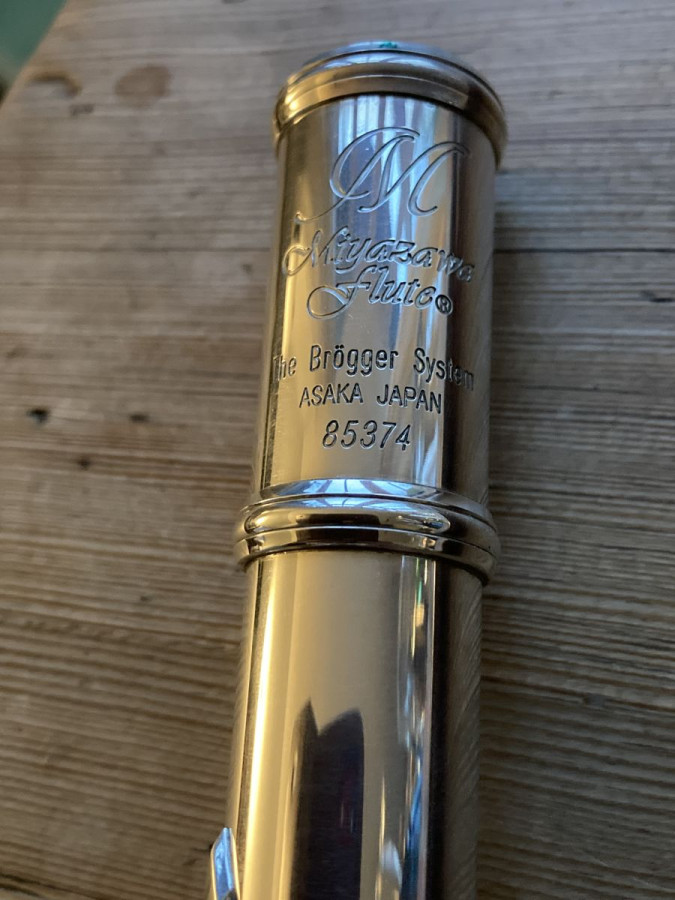 M
Miyazawa
Flute®
The Brögger System
ASAKA JAPAN
85374